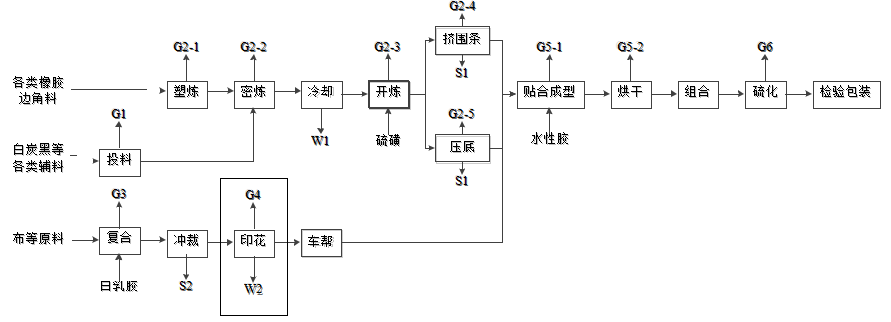 G2-4
G2-1
G2-2
G2-3
挤围条
G5-1
G5-2
G6
S1
各类橡胶
边角料
塑炼
密炼
冷却
开炼
贴合成型
烘干
组合
硫化
检验包装
G1
G2-5
W1
硫磺
水性胶
白炭黑等
各类辅料
投料
压底
S1
G3
G4
布等原料
复合
冲裁
印花
车帮
白乳胶
S2
W2